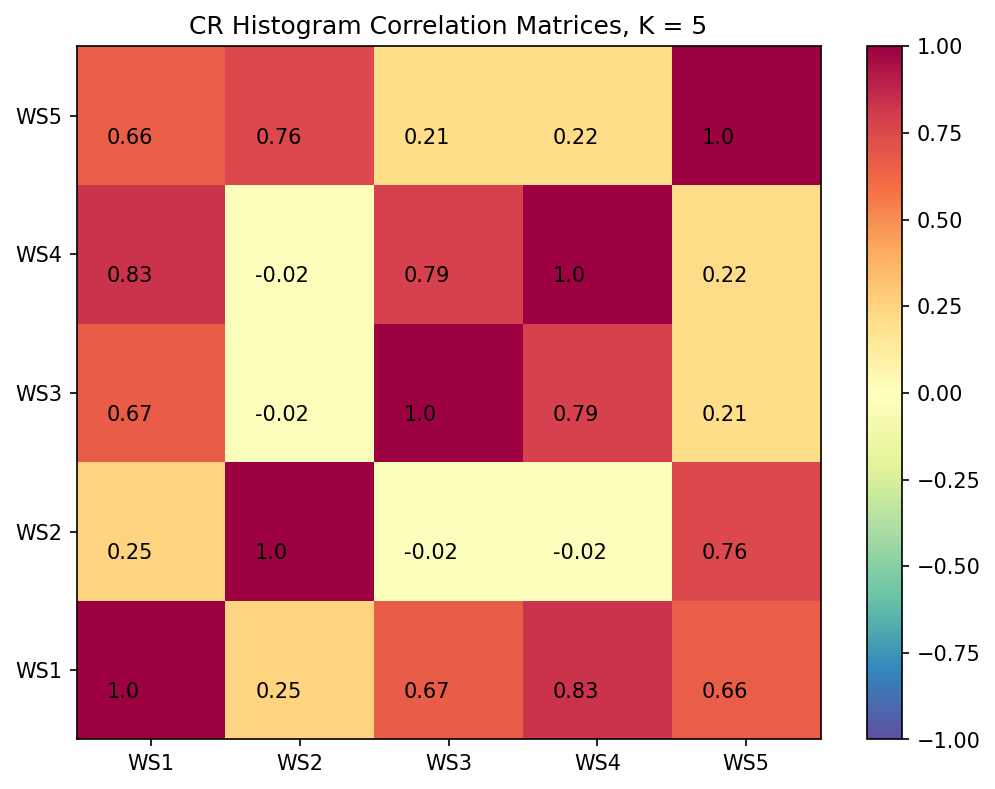 CR Histogram Correlation Matrices, K = 5
WS5 0.66 0.76 0.21 0.22 1.0
WS4 0.83 -0.02 0.79 1.0 0.22
WS3 0.67 -0.02 1.0 0.79 0.21
WS2 0.25 1.0 -0.02 -0.02 0.76
WS1 1.0 0.25 0.67 0.83 0.66
WS1 WS2 WS3 WS4 WS5
1.00
0.75
0.50
0.25
0.00
−0.25
−0.50
−0.75
−1.00